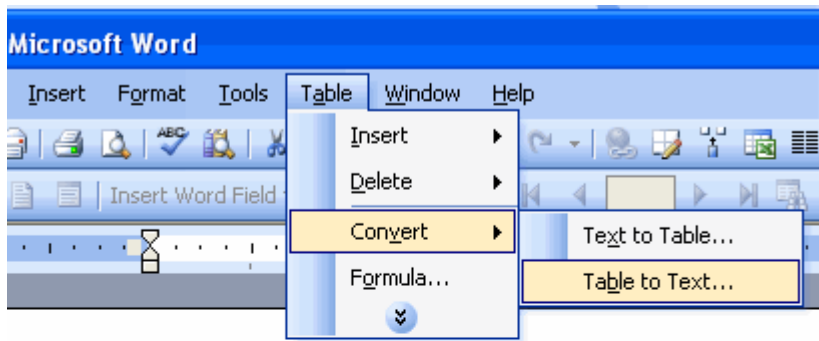 Microsoft Word
Insert Format Tools Table Window Help
ABC
Insert
Insert Word Field
Delete
Convert
Text to Table...
Formula...
Table to Text...